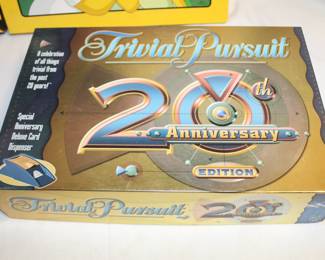 Trivial Pursuit
A celebration
of all things
trivial from
the past
20 years!
20th
Anniversary
EDITION
Special
Anniversary
Deluxe Card
Dispenser
Trivial Pursuit
20